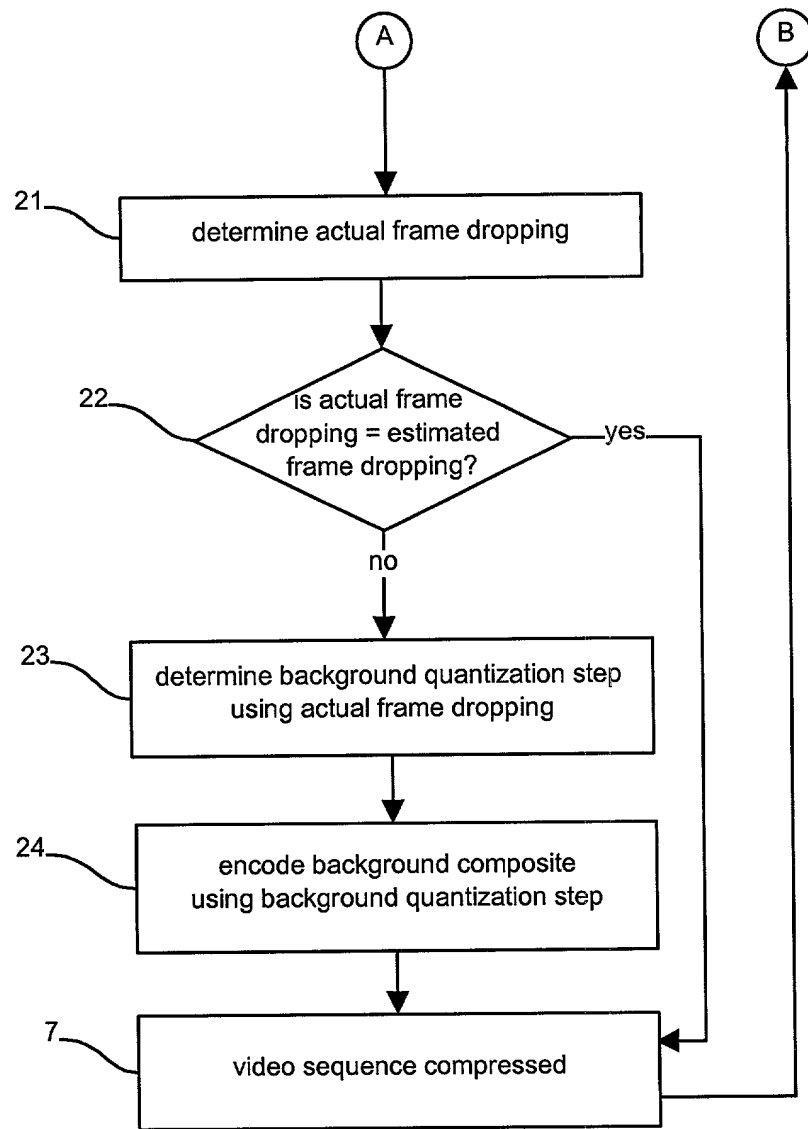 A
B
21
determine actual frame dropping
22
is actual frame
dropping = estimated
frame dropping?
yes
no
23
determine background quantization step
using actual frame dropping
24
encode background composite
using background quantization step
7
video sequence compressed